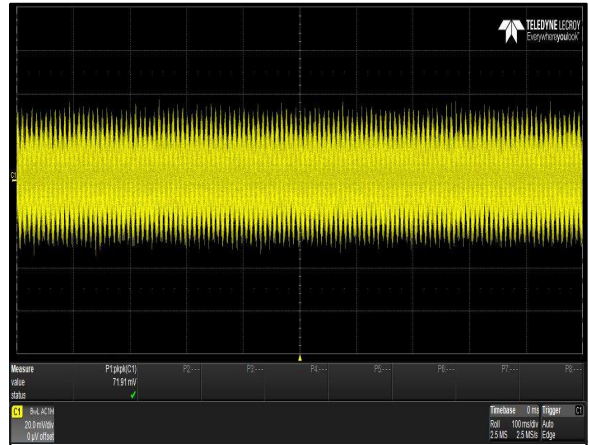 TELEDYNE LECROY
Everywhereyoulook
C1
Measure P1:pkpk(C1) P2:--- P3:--- P4:--- P5:--- P6:--- P7:--- P8:---
value 71.91 mV
status ✓
C1 BwL AC1M
20.0 mV/div
0 µV offset
Timebase 0 ms Trigger C1
Roll 100 ms/div Auto
2.5 MS 2.5 MS/s Edge